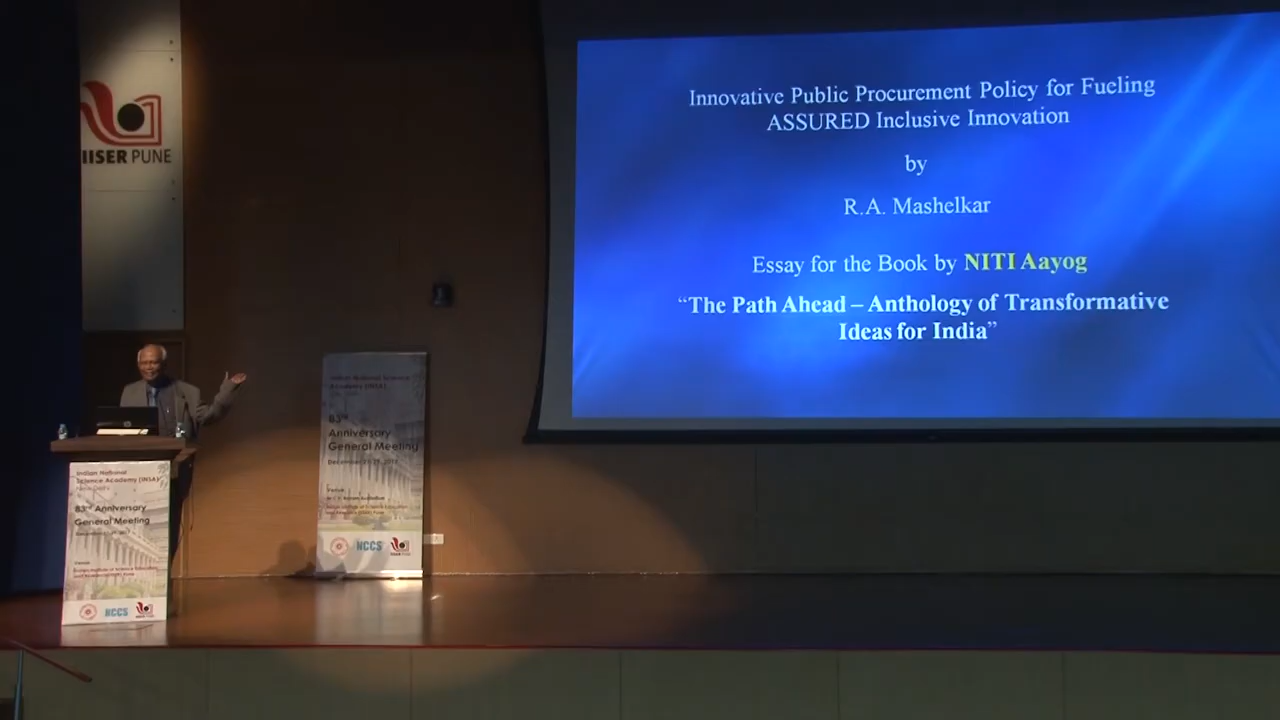 IISER PUNE
Innovative Public Procurement Policy for Fueling
ASSURED Inclusive Innovation
by
R.A. Mashelkar
Essay for the Book by NITI Aayog
“The Path Ahead – Anthology of Transformative
Ideas for India”
Indian National Science
Academy (INSA)
83rd
Anniversary
General Meeting
Venue
NCCS
Indian National
Science Academy (INSA)
83rd Anniversary
General Meeting
Venue
NCCS